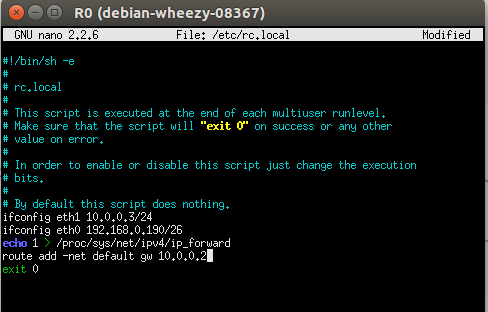 R0 (debian-wheezy-08367)
GNU nano 2.2.6 File: /etc/rc.local Modified
#!/bin/sh -e
#
# rc.local
#
# This script is executed at the end of each multiuser runlevel.
# Make sure that the script will "exit 0" on success or any other
# value on error.
#
# In order to enable or disable this script just change the execution
# bits.
#
# By default this script does nothing.
ifconfig eth1 10.0.0.3/24
ifconfig eth0 192.168.0.190/26
echo 1 > /proc/sys/net/ipv4/ip_forward
route add -net default gw 10.0.0.2
exit 0